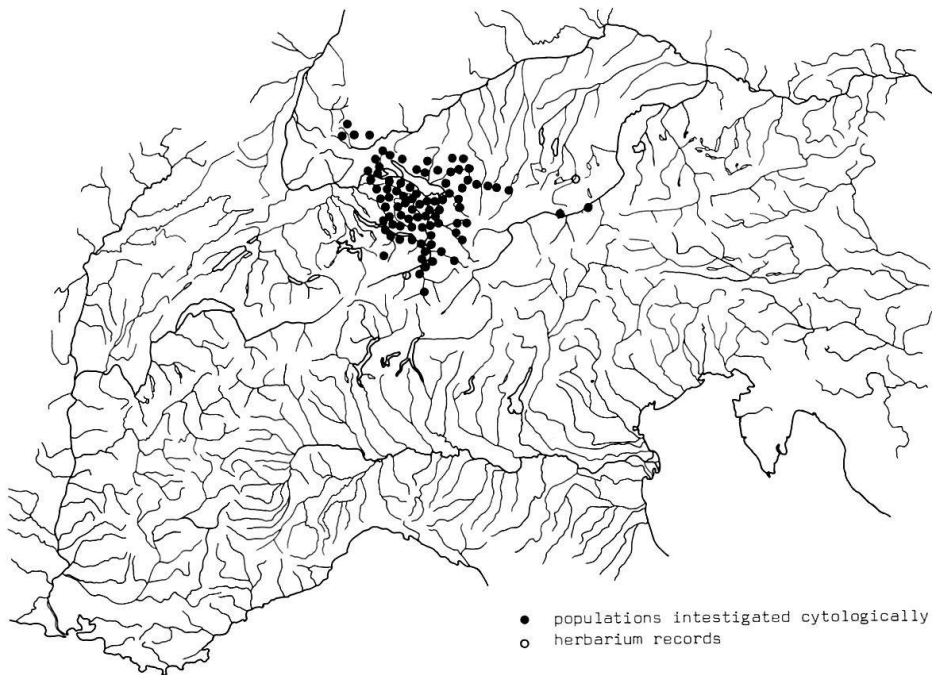 ● populations intestigated cytologically
○ herbarium records